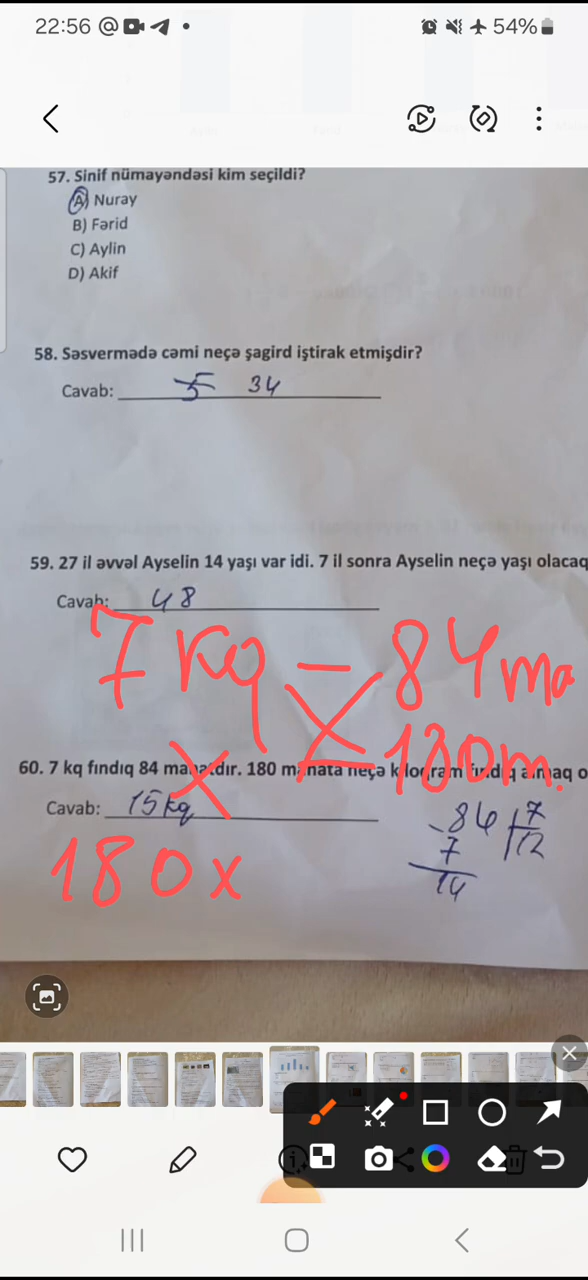 22:56
54%
57. Sinif nümayəndəsi kim seçildi?
A) Nuray
B) Fərid
C) Aylin
D) Akif
58. Səsvermədə cəmi neçə şagird iştirak etmişdir?
Cavab: 34
59. 27 il əvvəl Ayselin 14 yaşı var idi. 7 il sonra Ayselin neçə yaşı olacaq
Cavab: 48
7 kq - 84 ma
x 180 m.
60. 7 kq fındıq 84 manatdır. 180 manata neçə kiloqram fındıq almaq o
Cavab: 15 kq
84 7
7 12
14
180 x